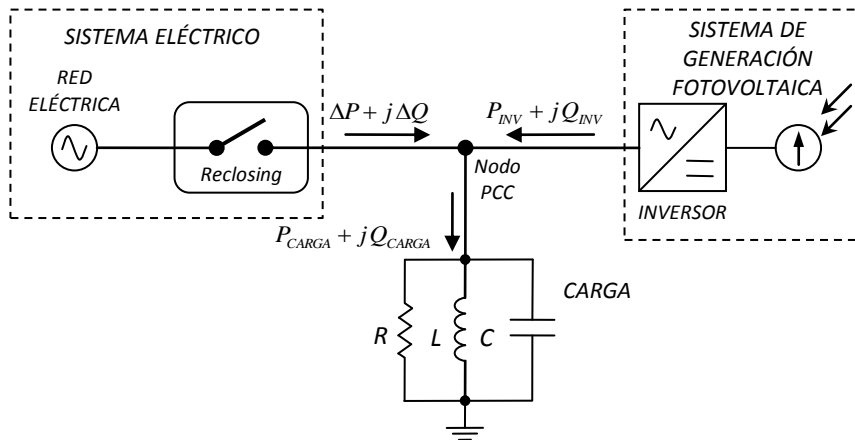 SISTEMA ELÉCTRICO
RED
ELÉCTRICA
Reclosing
ΔP + jΔQ
P_INV + jQ_INV
SISTEMA DE
GENERACIÓN
FOTOVOLTAICA
Nodo
PCC
INVERSOR
P_CARGA + jQ_CARGA
CARGA
R
L
C